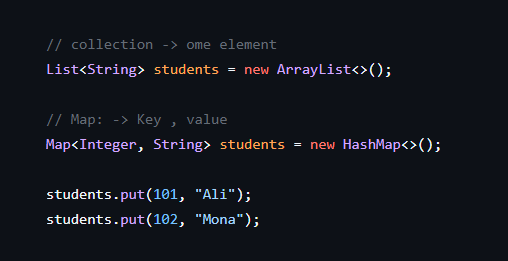 // collection -> ome element
List<String> students = new ArrayList<>();
// Map: -> Key , value
Map<Integer, String> students = new HashMap<>();
students.put(101, "Ali");
students.put(102, "Mona");